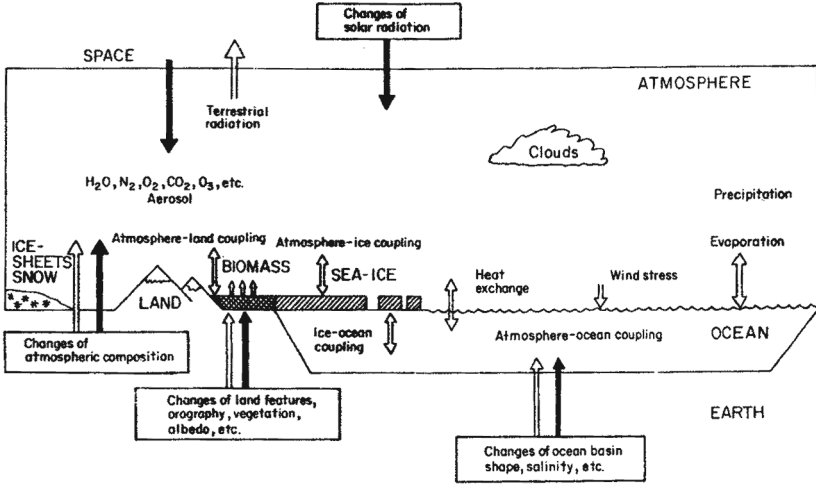 Changes of
solar radiation
SPACE
ATMOSPHERE
Terrestrial
radiation
Clouds
H₂O, N₂, O₂, CO₂, O₃, etc.
Aerosol
Precipitation
Atmosphere-land coupling
Atmosphere-ice coupling
Evaporation
ICE-
SHEETS
SNOW
BIOMASS
SEA-ICE
Heat
exchange
Wind stress
LAND
Ice-ocean
coupling
Atmosphere-ocean coupling
OCEAN
Changes of
atmospheric composition
Changes of land features,
orography, vegetation,
albedo, etc.
EARTH
Changes of ocean basin
shape, salinity, etc.